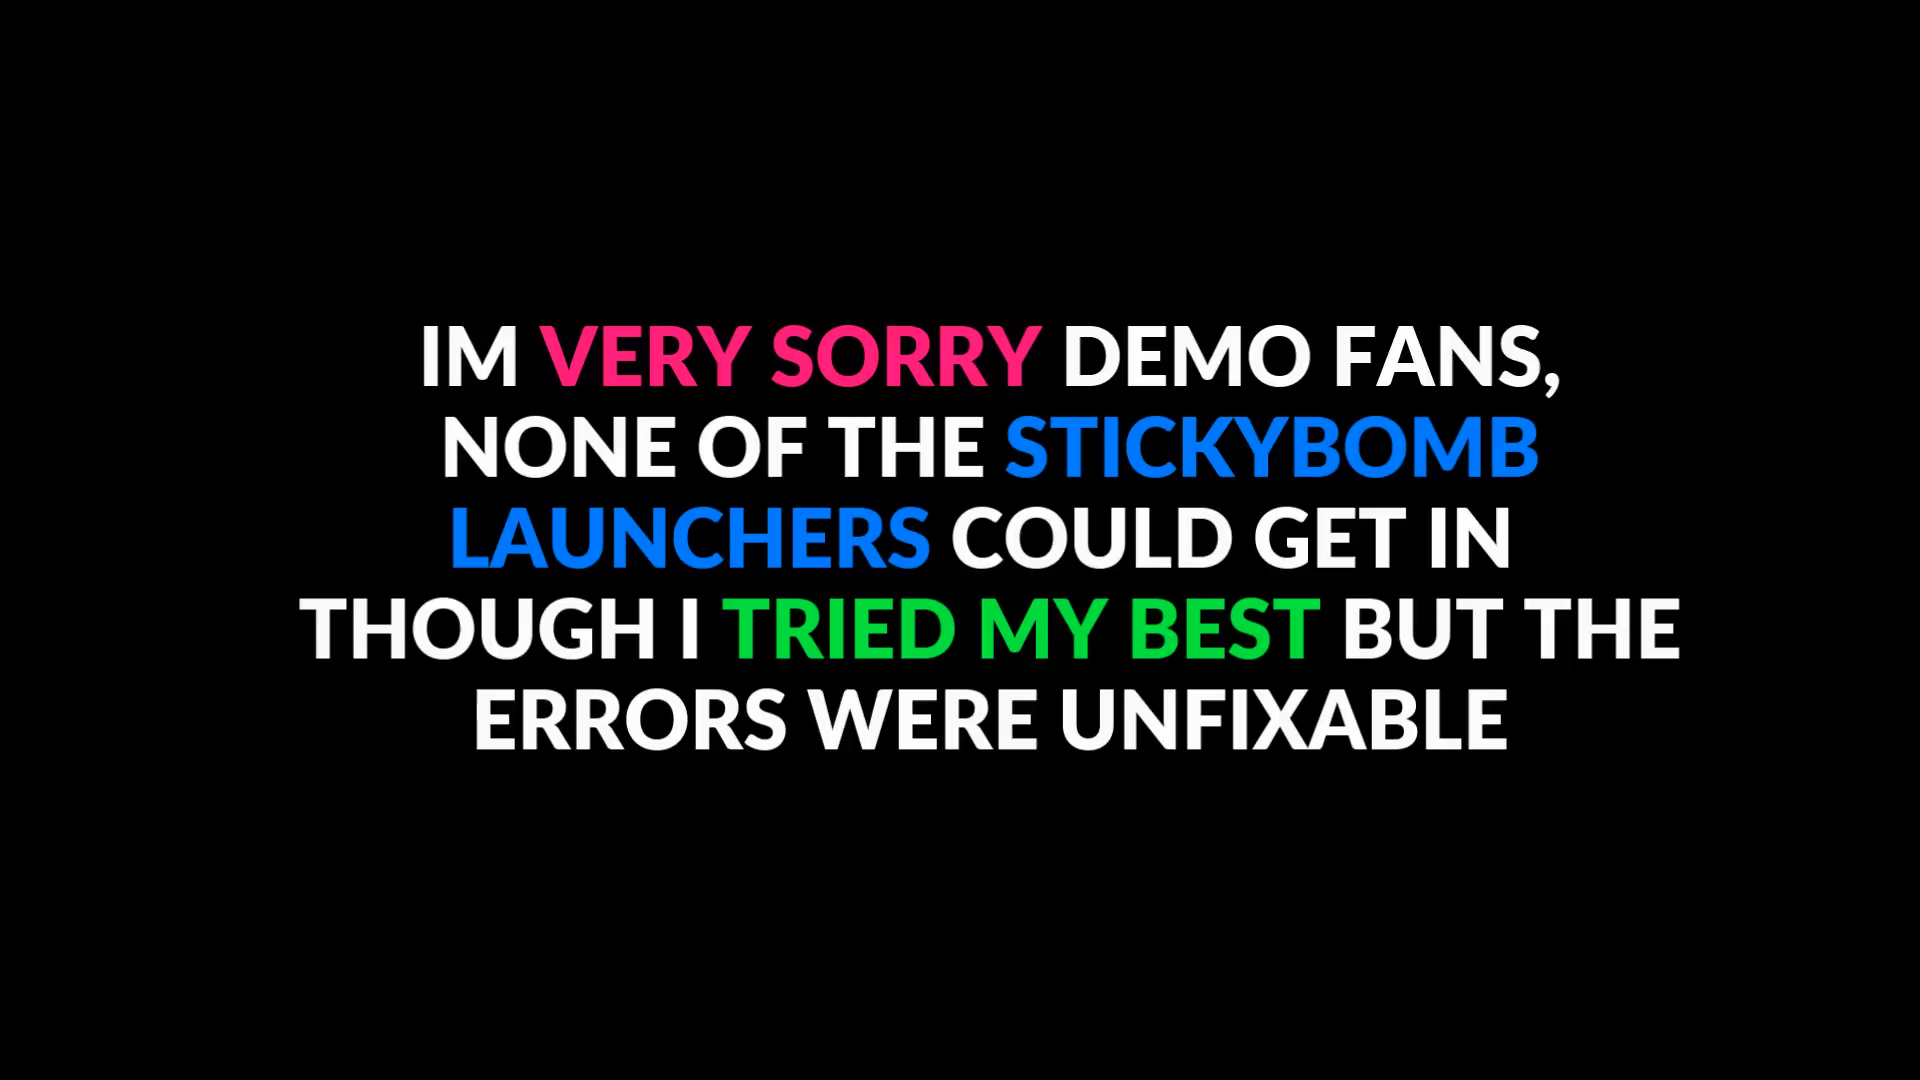 IM VERY SORRY DEMO FANS,
NONE OF THE STICKYBOMB
LAUNCHERS COULD GET IN
THOUGH I TRIED MY BEST BUT THE
ERRORS WERE UNFIXABLE